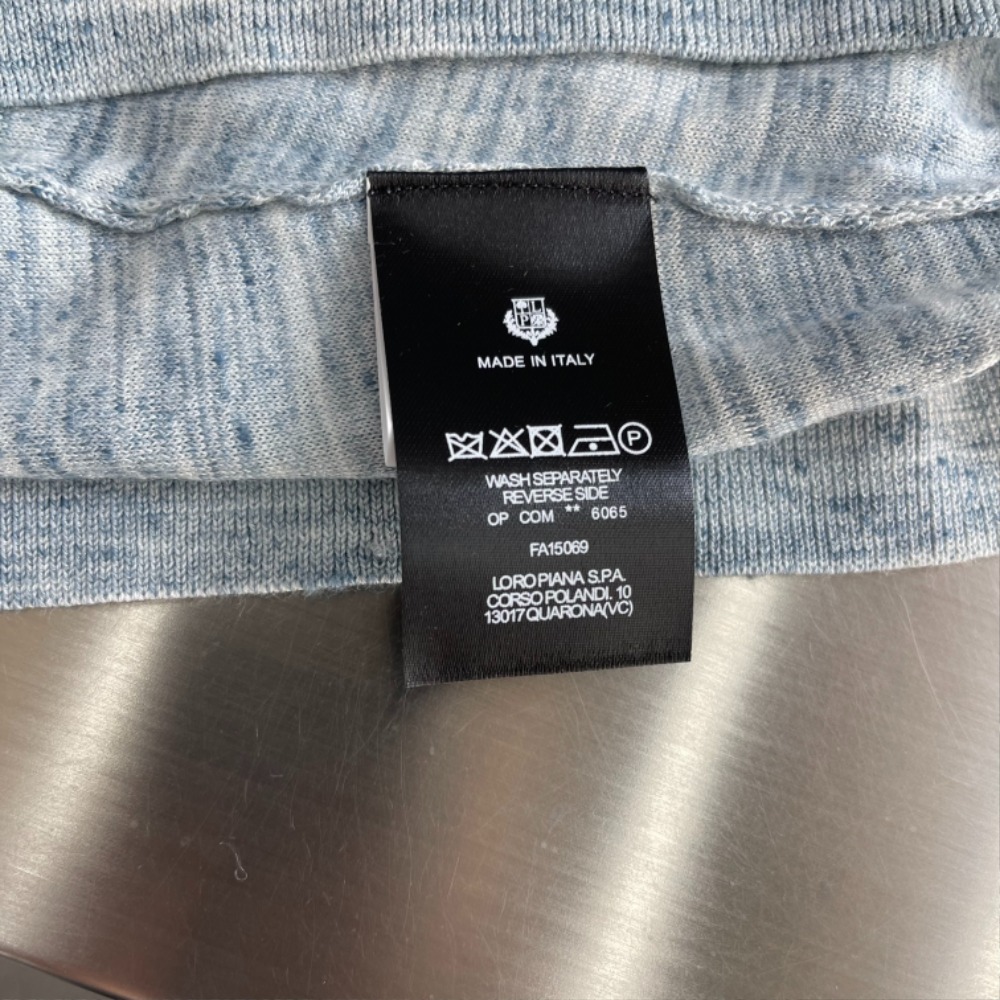 L
P
MADE IN ITALY
P
WASH SEPARATELY
REVERSE SIDE
OP COM ** 6065
FA15069
LORO PIANA S.P.A.
CORSO POLANDI. 10
13017 QUARONA(VC)